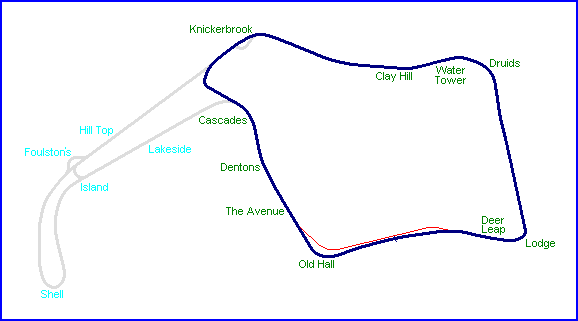 Knickerbrook
Druids
Clay Hill
Water
Tower
Cascades
Hill Top
Lakeside
Foulston's
Dentons
Island
The Avenue
Deer
Leap
Lodge
Old Hall
Shell